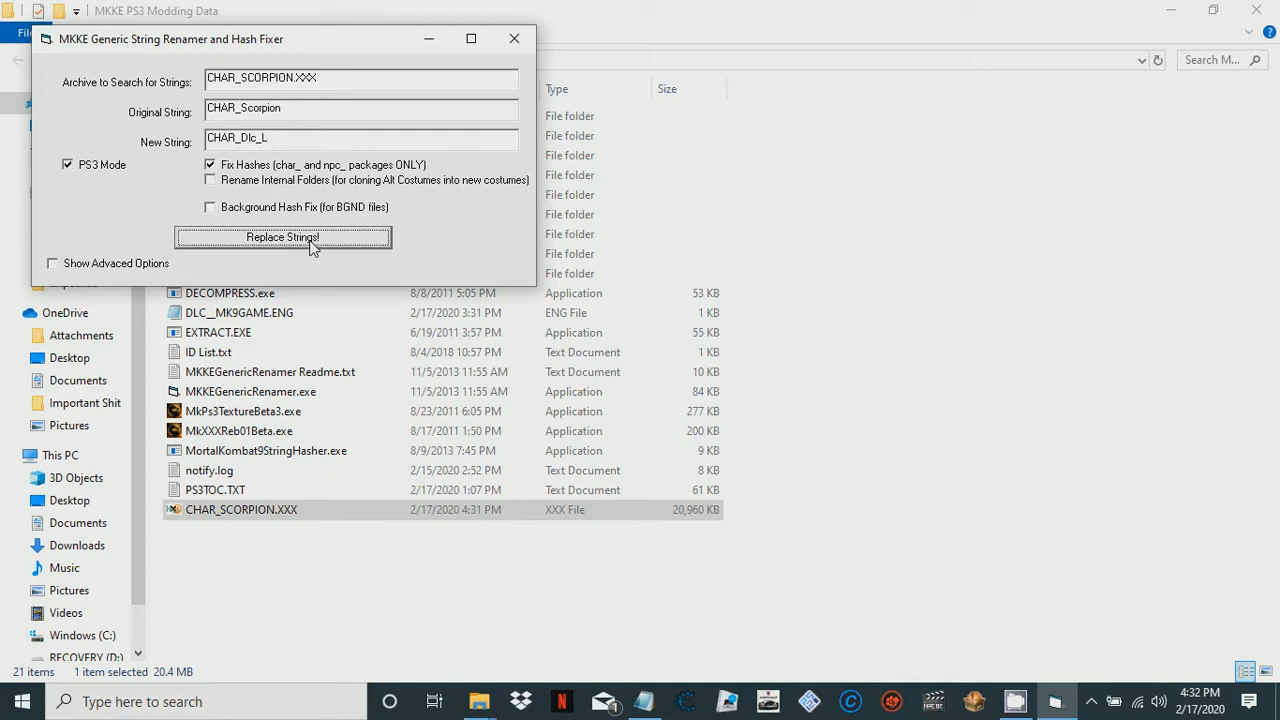 MKKE PS3 Modding Data
MKKE Generic String Renamer and Hash Fixer
Archive to Search for Strings:
CHAR_SCORPION.XXX
Original String:
CHAR_Scorpion
New String:
CHAR_Dlc_L
PS3 Mode
Fix Hashes (char_ and npc_ packages ONLY)
Rename Internal Folders (for cloning Alt Costumes into new costumes)
Background Hash Fix (for BGND files)
Replace Strings!
Show Advaced Options
Search M...
Type
Size
File folder
File folder
File folder
File folder
File folder
File folder
File folder
File folder
File folder
DECOMPRESS.exe 8/8/2011 5:05 PM Application 53 KB
DLC__MK9GAME.ENG 2/17/2020 3:31 PM ENG File 1 KB
EXTRACT.EXE 6/19/2011 3:57 PM Application 55 KB
ID List.txt 8/4/2018 10:57 PM Text Document 1 KB
MKKEGenericRenamer Readme.txt 11/5/2013 11:55 AM Text Document 10 KB
MKKEGenericRenamer.exe 11/5/2013 11:55 AM Application 84 KB
MkPs3TextureBeta3.exe 8/23/2011 6:05 PM Application 277 KB
MkXXXReb01Beta.exe 8/17/2011 1:50 PM Application 200 KB
MortalKombat9StringHasher.exe 8/9/2013 7:45 PM Application 9 KB
notify.log 2/15/2020 2:52 PM Text Document 8 KB
PS3TOC.TXT 2/17/2020 1:07 PM Text Document 61 KB
CHAR_SCORPION.XXX 2/17/2020 4:31 PM XXX File 20,960 KB
OneDrive
Attachments
Desktop
Documents
Important Shit
Pictures
This PC
3D Objects
Desktop
Documents
Downloads
Music
Pictures
Videos
Windows (C:)
RECOVERY (D:)
21 items 1 item selected 20.4 MB
Type here to search
1
4:32 PM
2/17/2020